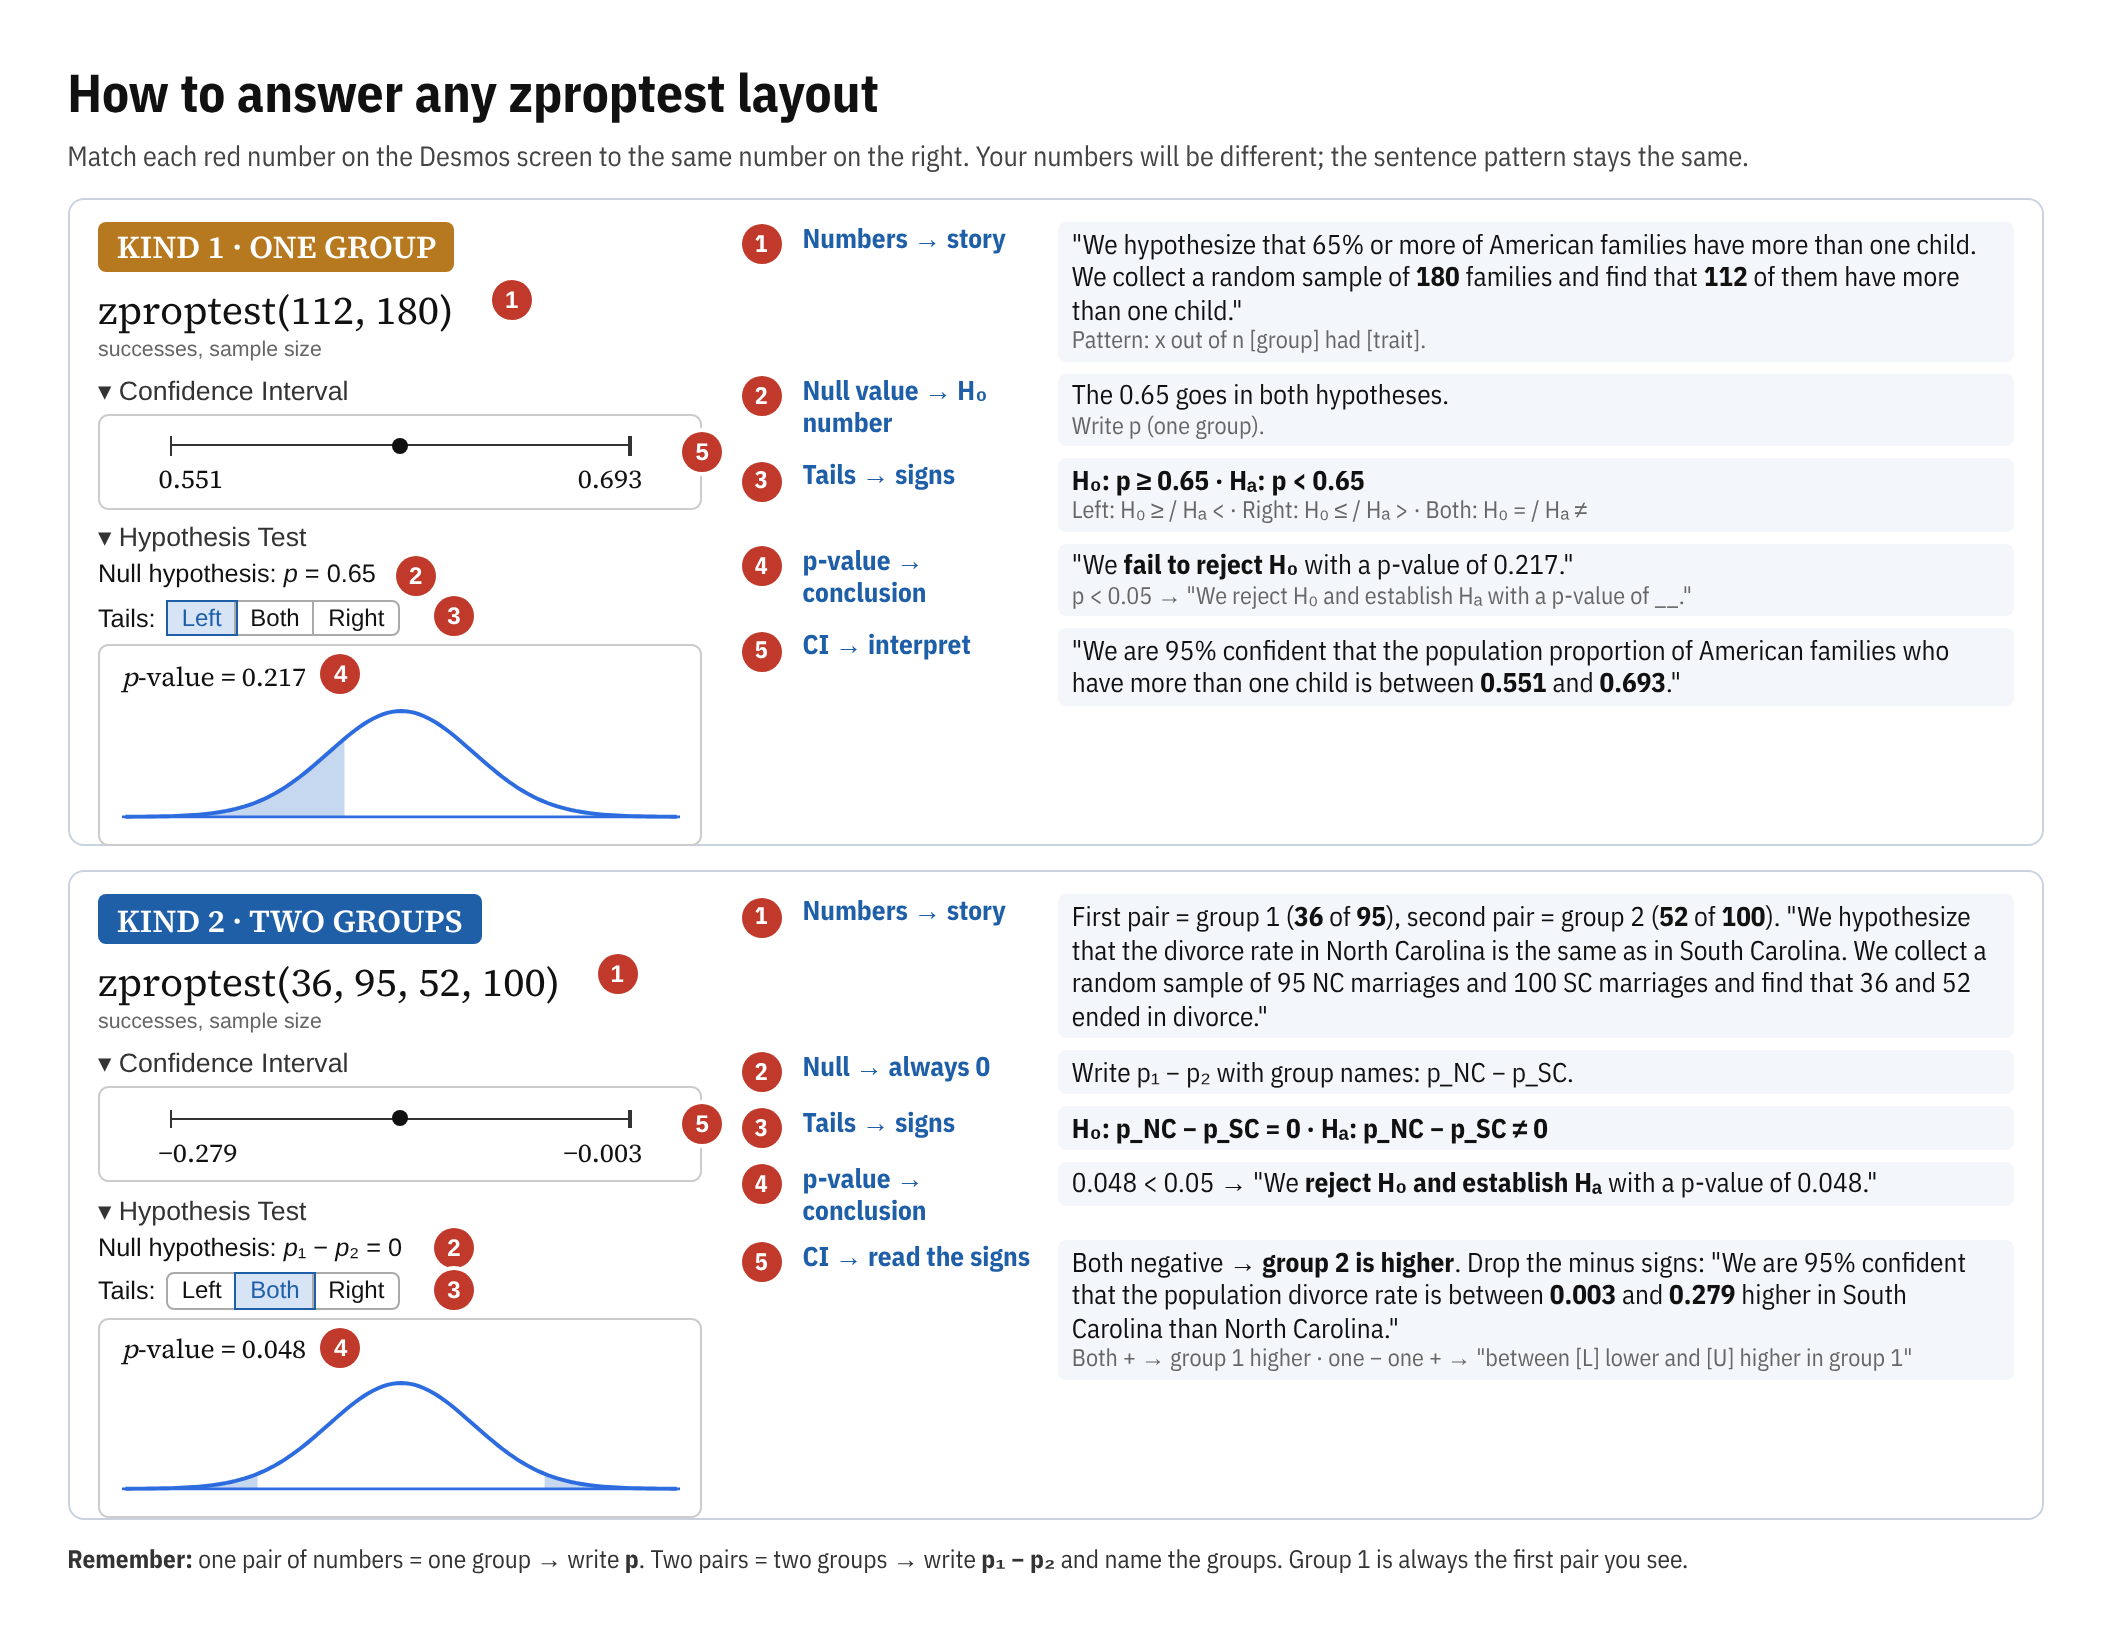 How to answer any zproptest layout
Match each red number on the Desmos screen to the same number on the right. Your numbers will be different; the sentence pattern stays the same.
KIND 1 · ONE GROUP
zproptest(112, 180)
1
successes, sample size
▾ Confidence Interval
0.551
0.693
5
▾ Hypothesis Test
Null hypothesis: p = 0.65
2
Tails: Left Both Right
3
p-value = 0.217
4
1
Numbers → story
"We hypothesize that 65% or more of American families have more than one child.
We collect a random sample of 180 families and find that 112 of them have more
than one child."
Pattern: x out of n [group] had [trait].
2
Null value → H₀
number
The 0.65 goes in both hypotheses.
Write p (one group).
3
Tails → signs
H₀: p ≥ 0.65 · Hₐ: p < 0.65
Left: H₀ ≥ / Hₐ < · Right: H₀ ≤ / Hₐ > · Both: H₀ = / Hₐ ≠
4
p-value →
conclusion
"We fail to reject H₀ with a p-value of 0.217."
p < 0.05 → "We reject H₀ and establish Hₐ with a p-value of __."
5
CI → interpret
"We are 95% confident that the population proportion of American families who
have more than one child is between 0.551 and 0.693."
KIND 2 · TWO GROUPS
zproptest(36, 95, 52, 100)
1
successes, sample size
▾ Confidence Interval
−0.279
−0.003
5
▾ Hypothesis Test
Null hypothesis: p₁ − p₂ = 0
2
Tails: Left Both Right
3
p-value = 0.048
4
1
Numbers → story
First pair = group 1 (36 of 95), second pair = group 2 (52 of 100). "We hypothesize
that the divorce rate in North Carolina is the same as in South Carolina. We collect a
random sample of 95 NC marriages and 100 SC marriages and find that 36 and 52
ended in divorce."
2
Null → always 0
Write p₁ − p₂ with group names: p_NC − p_SC.
3
Tails → signs
H₀: p_NC − p_SC = 0 · Hₐ: p_NC − p_SC ≠ 0
4
p-value →
conclusion
0.048 < 0.05 → "We reject H₀ and establish Hₐ with a p-value of 0.048."
5
CI → read the signs
Both negative → group 2 is higher. Drop the minus signs: "We are 95% confident
that the population divorce rate is between 0.003 and 0.279 higher in South
Carolina than North Carolina."
Both + → group 1 higher · one − one + → "between [L] lower and [U] higher in group 1"
Remember: one pair of numbers = one group → write p. Two pairs = two groups → write p₁ − p₂ and name the groups. Group 1 is always the first pair you see.